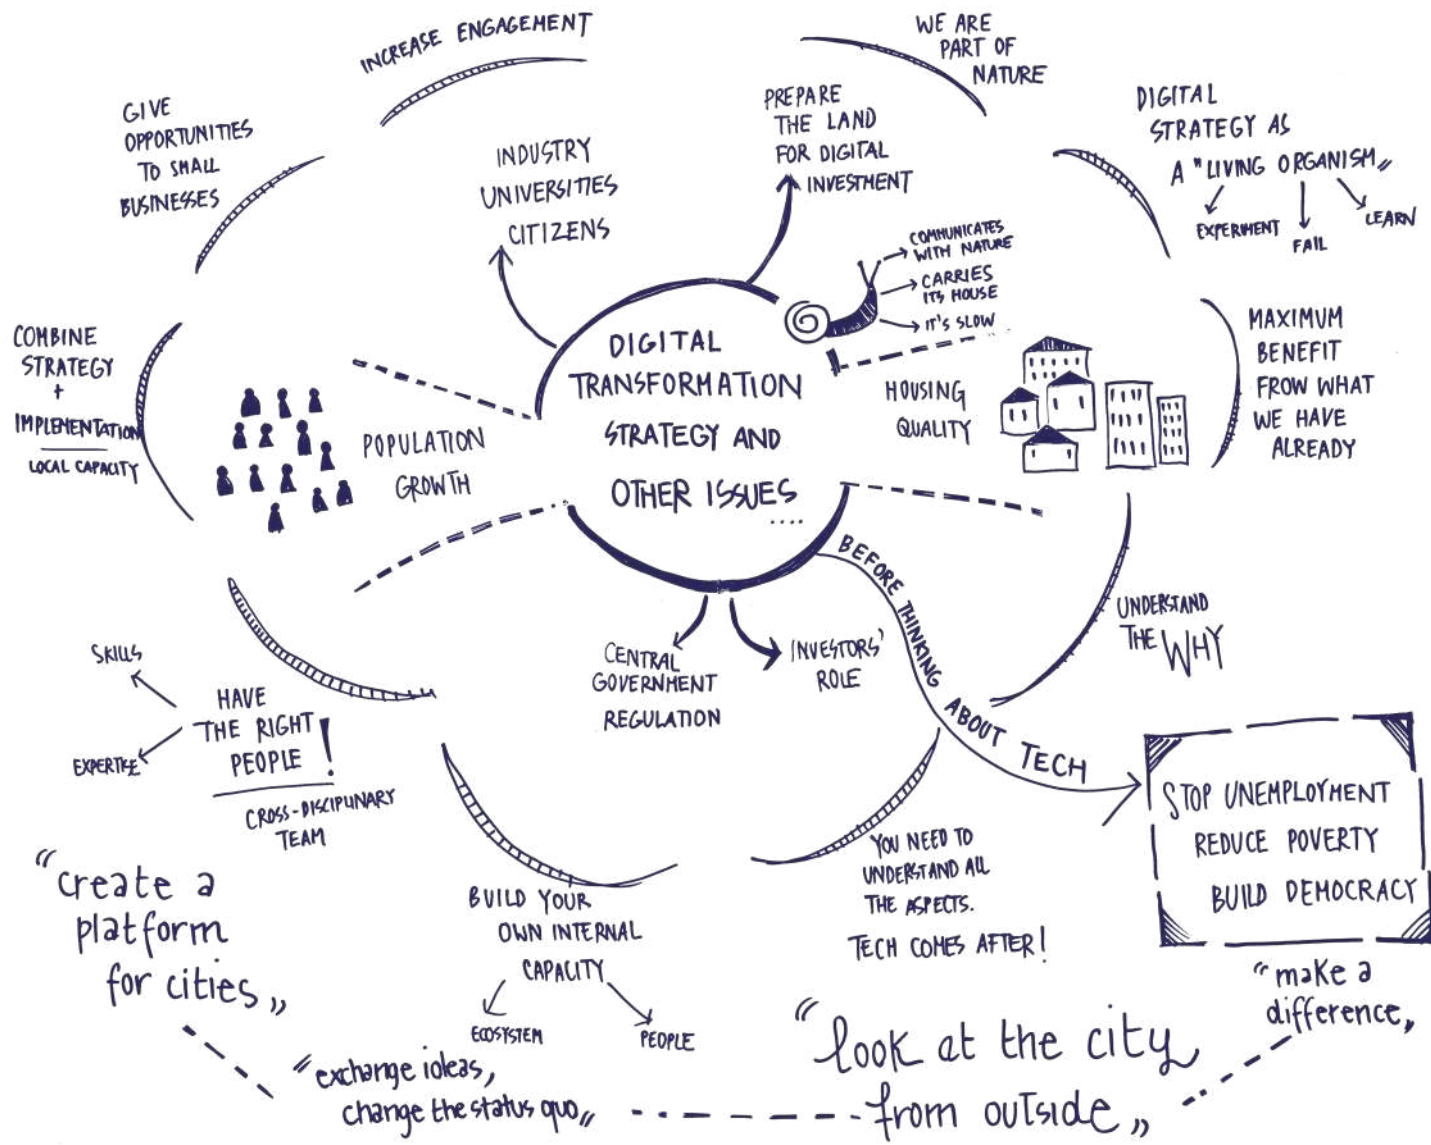 INCREASE ENGAGEMENT
WE ARE
PART OF
NATURE
GIVE
OPPORTUNITIES
TO SMALL
BUSINESSES
INDUSTRY
UNIVERSITIES
CITIZENS
PREPARE
THE LAND
FOR DIGITAL
INVESTMENT
DIGITAL
STRATEGY AS
A "LIVING ORGANISM„
EXPERIMENT
FAIL
LEARN
COMMUNICATES
WITH NATURE
CARRIES
ITS HOUSE
IT'S SLOW
COMBINE
STRATEGY
+
IMPLEMENTATION
LOCAL CAPACITY
POPULATION
GROWTH
DIGITAL
TRANSFORMATION
STRATEGY AND
OTHER ISSUES
....
HOUSING
QUALITY
MAXIMUM
BENEFIT
FROW WHAT
WE HAVE
ALREADY
BEFORE THINKING ABOUT TECH
UNDERSTAND
THE WHY
CENTRAL
GOVERNMENT
REGULATION
INVESTORS'
ROLE
SKILLS
EXPERTISE
HAVE
THE RIGHT
PEOPLE!
CROSS-DISCIPLINARY
TEAM
STOP UNEMPLOYMENT
REDUCE POVERTY
BUILD DEMOCRACY
YOU NEED TO
UNDERSTAND ALL
THE ASPECTS.
TECH COMES AFTER!
BUILD YOUR
OWN INTERNAL
CAPACITY
ECOSYSTEM
PEOPLE
"create a
platform
for cities„
"exchange ideas,
change the status quo„
"look at the city
from outside„
"make a
difference„